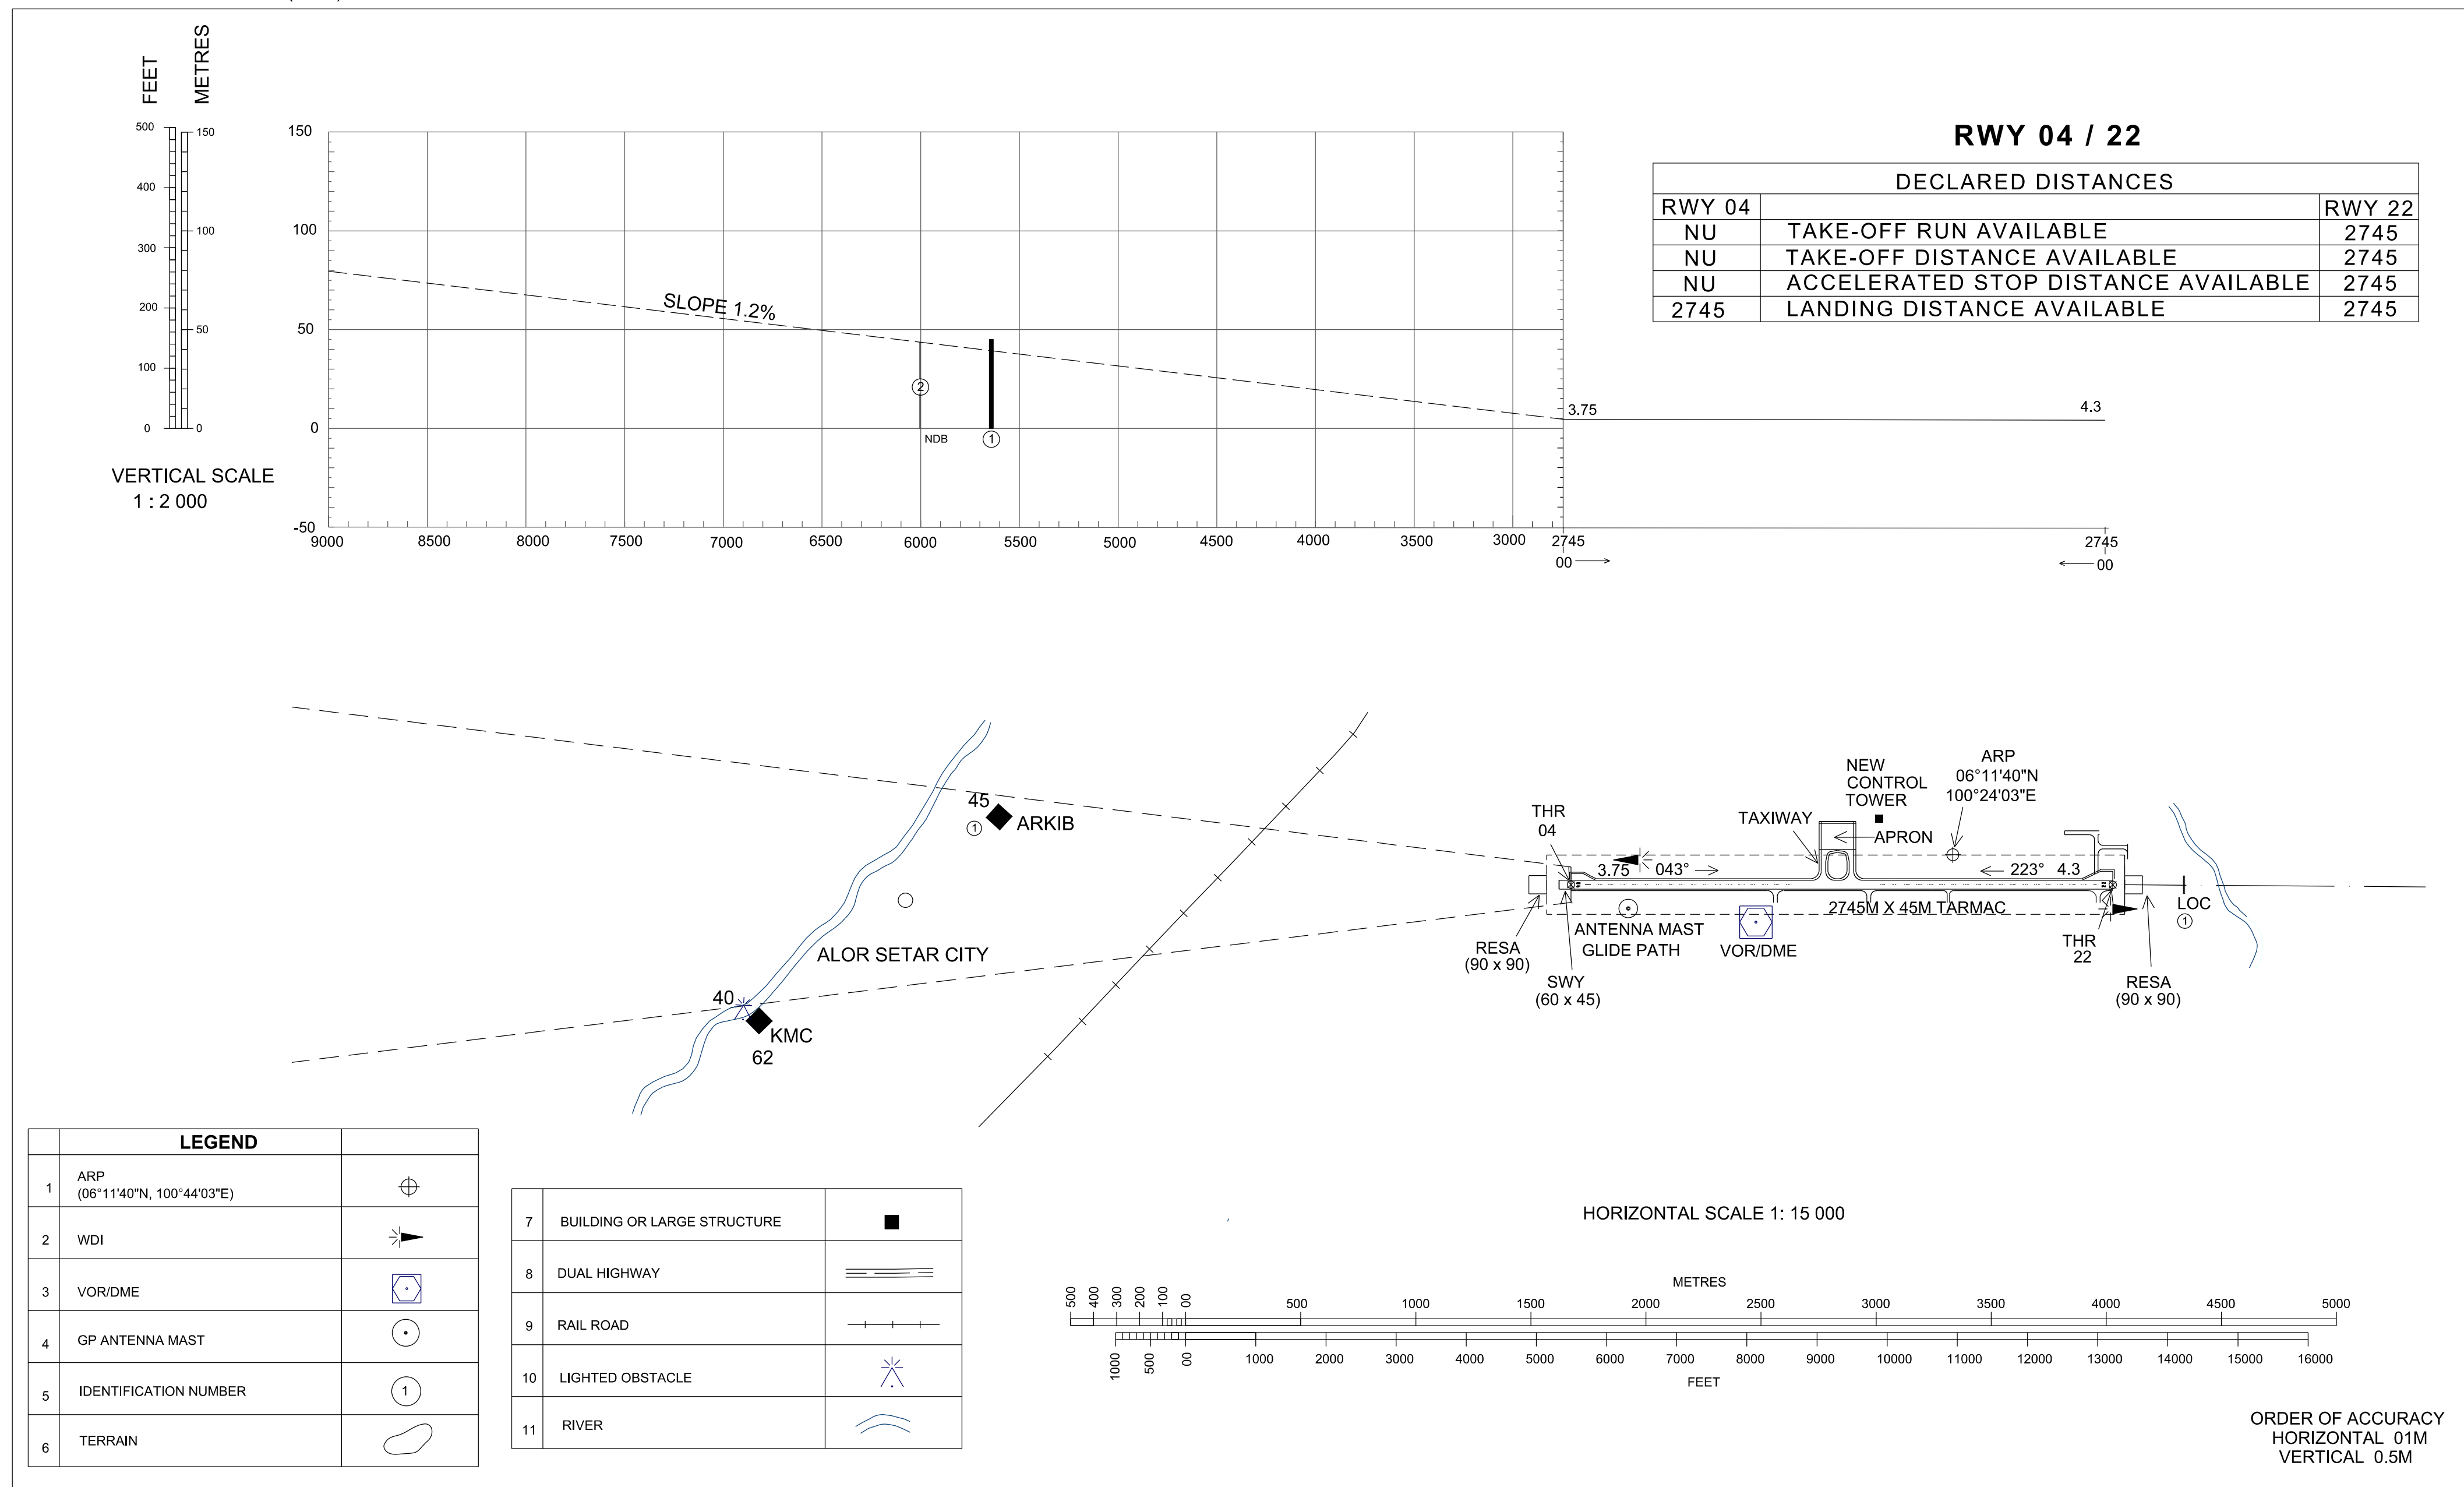 FEET
METRES
500
400
300
200
100
0
150
100
50
0
VERTICAL SCALE
1 : 2 000
150
100
50
0
-50
SLOPE 1.2%
2
NDB
1
3.75
4.3
9000
8500
8000
7500
7000
6500
6000
5500
5000
4500
4000
3500
3000
2745
00
2745
00
RWY 04 / 22
DECLARED DISTANCES
RWY 04 RWY 22
NU TAKE-OFF RUN AVAILABLE 2745
NU TAKE-OFF DISTANCE AVAILABLE 2745
NU ACCELERATED STOP DISTANCE AVAILABLE 2745
2745 LANDING DISTANCE AVAILABLE 2745
45
1
ARKIB
ALOR SETAR CITY
40
KMC
62
THR
04
TAXIWAY
NEW
CONTROL
TOWER
APRON
ARP
06°11'40"N
100°24'03"E
3.75
043°
223°
4.3
2745M X 45M TARMAC
RESA
(90 x 90)
SWY
(60 x 45)
ANTENNA MAST
GLIDE PATH
VOR/DME
THR
22
RESA
(90 x 90)
LOC
1
LEGEND
1 ARP
(06°11'40"N, 100°44'03"E)
2 WDI
3 VOR/DME
4 GP ANTENNA MAST
5 IDENTIFICATION NUMBER 1
6 TERRAIN
7 BUILDING OR LARGE STRUCTURE
8 DUAL HIGHWAY
9 RAIL ROAD
10 LIGHTED OBSTACLE
11 RIVER
HORIZONTAL SCALE 1: 15 000
METRES
500 400 300 200 100 00 500 1000 1500 2000 2500 3000 3500 4000 4500 5000
1000 500 00 1000 2000 3000 4000 5000 6000 7000 8000 9000 10000 11000 12000 13000 14000 15000 16000
FEET
ORDER OF ACCURACY
HORIZONTAL 01M
VERTICAL 0.5M